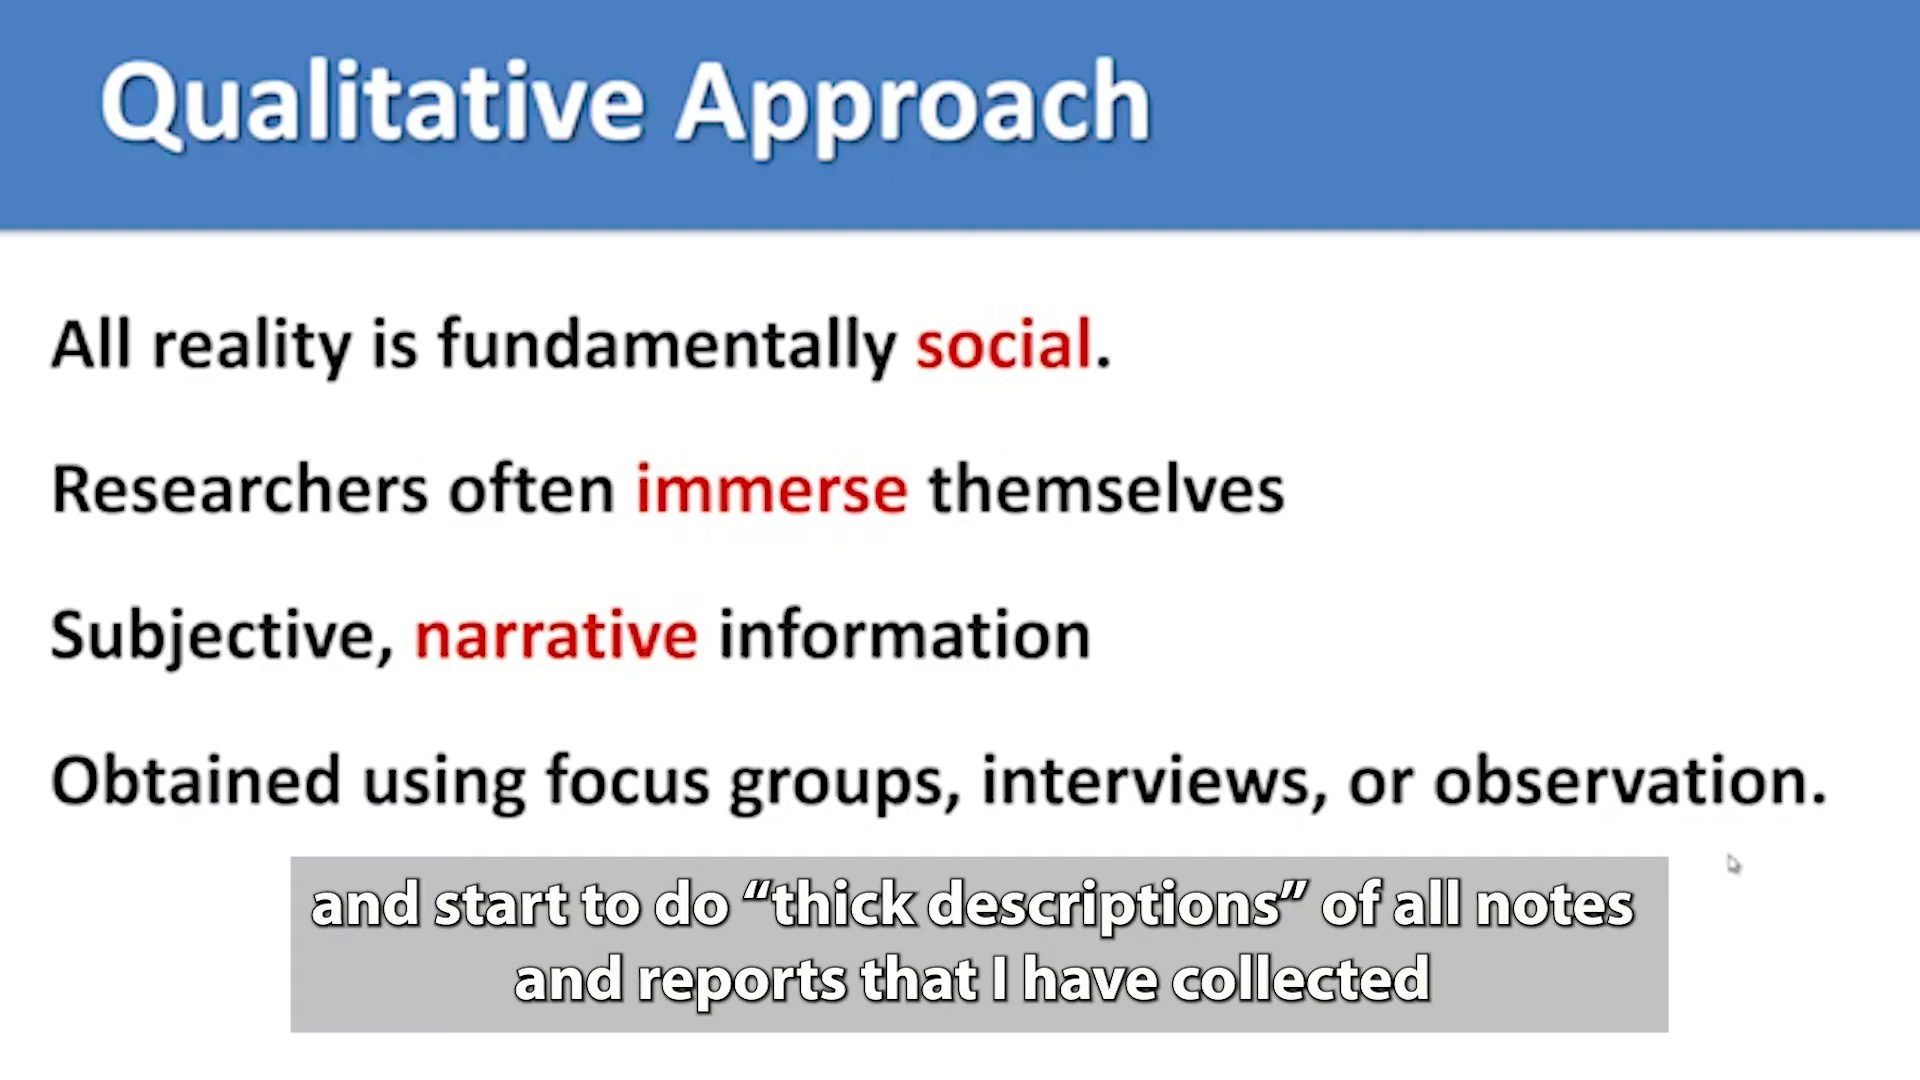 Qualitative Approach
All reality is fundamentally social.
Researchers often immerse themselves
Subjective, narrative information
Obtained using focus groups, interviews, or observation.
and start to do “thick descriptions” of all notes
and reports that I have collected